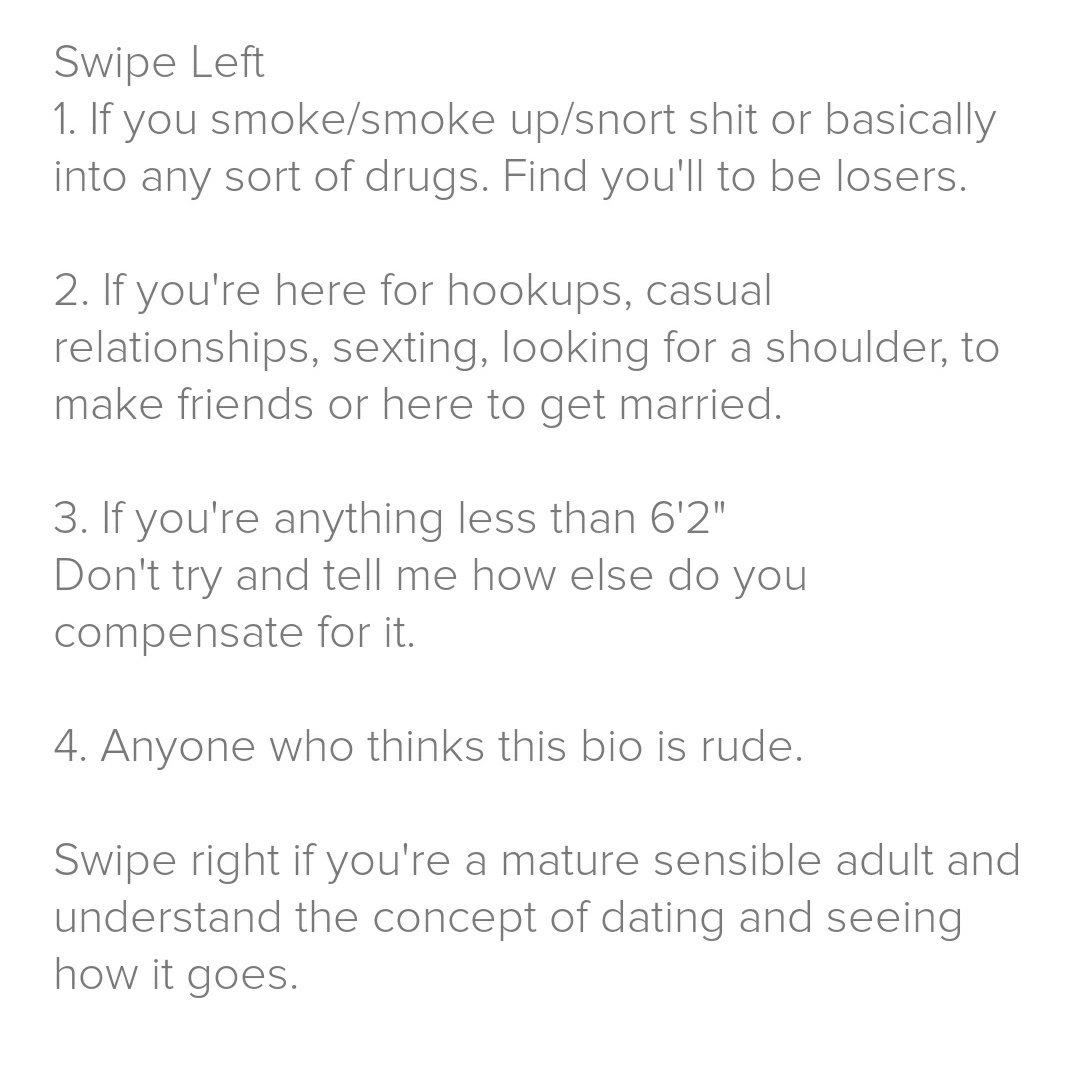 Swipe Left
1. If you smoke/smoke up/snort shit or basically
into any sort of drugs. Find you'll to be losers.
2. If you're here for hookups, casual
relationships, sexting, looking for a shoulder, to
make friends or here to get married.
3. If you're anything less than 6'2"
Don't try and tell me how else do you
compensate for it.
4. Anyone who thinks this bio is rude.
Swipe right if you're a mature sensible adult and
understand the concept of dating and seeing
how it goes.